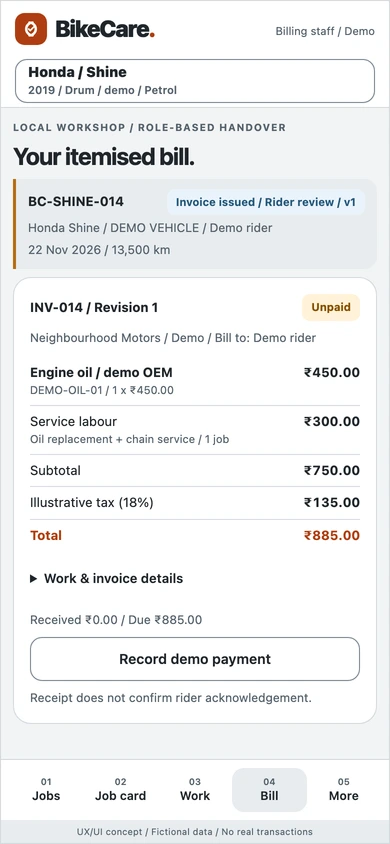 BikeCare.
Billing staff / Demo
Honda / Shine
2019 / Drum / demo / Petrol
LOCAL WORKSHOP / ROLE-BASED HANDOVER
Your itemised bill.
BC-SHINE-014
Invoice issued / Rider review / v1
Honda Shine / DEMO VEHICLE / Demo rider
22 Nov 2026 / 13,500 km
INV-014 / Revision 1
Unpaid
Neighbourhood Motors / Demo / Bill to: Demo rider
Engine oil / demo OEM ₹450.00
DEMO-OIL-01 / 1 x ₹450.00
Service labour ₹300.00
Oil replacement + chain service / 1 job
Subtotal ₹750.00
Illustrative tax (18%) ₹135.00
Total ₹885.00
▶ Work & invoice details
Received ₹0.00 / Due ₹885.00
Record demo payment
Receipt does not confirm rider acknowledgement.
01 02 03 04 05
Jobs Job card Work Bill More
UX/UI concept / Fictional data / No real transactions